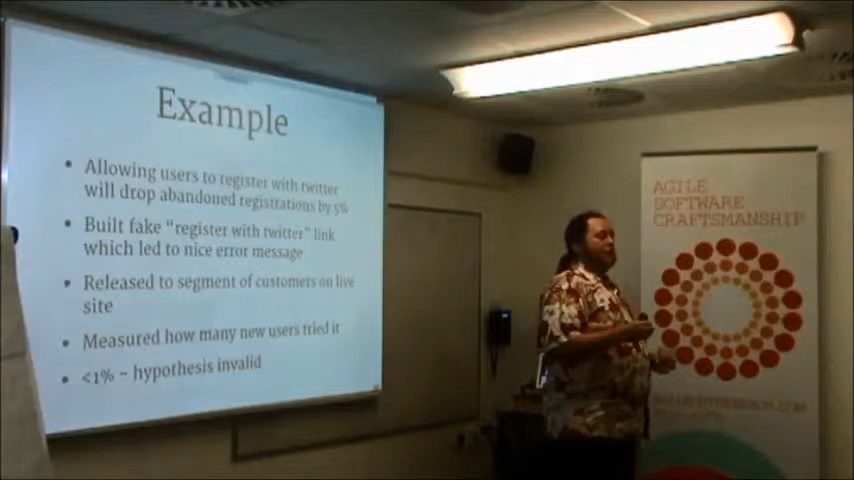 Example
• Allowing users to register with twitter
will drop abandoned registrations by 5%
• Built fake “register with twitter” link
which led to nice error message
• Released to segment of customers on live
site
• Measured how many new users tried it
• <1% – hypothesis invalid
AGILE
SOFTWARE
CRAFTSMANSHIP